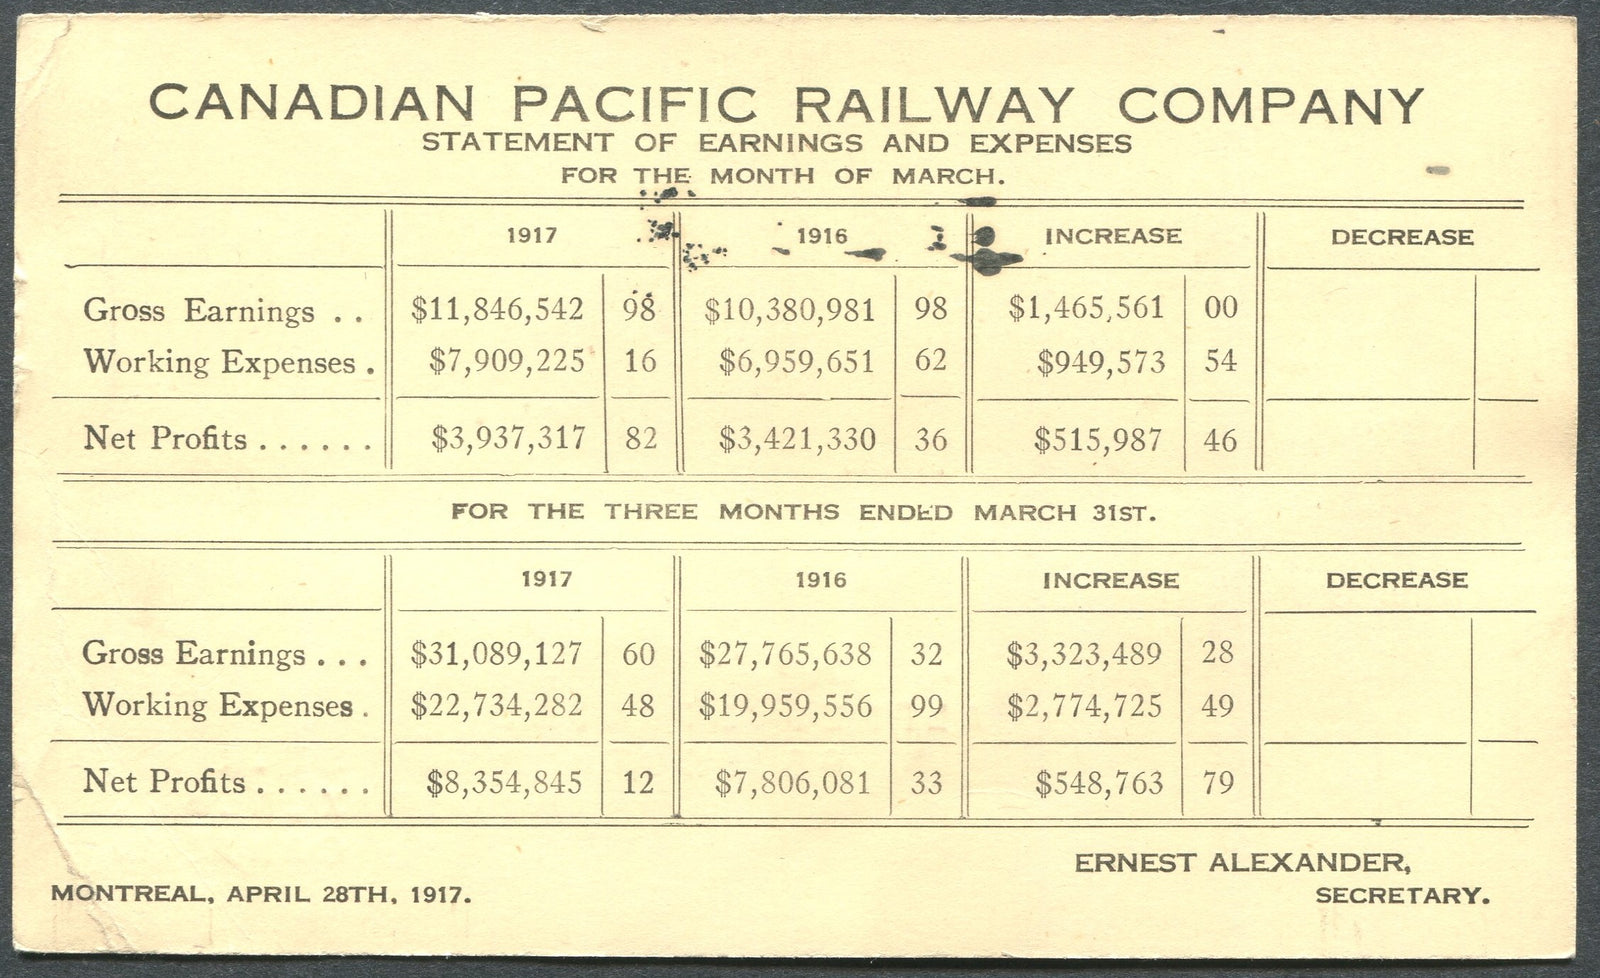 CANADIAN PACIFIC RAILWAY COMPANY
STATEMENT OF EARNINGS AND EXPENSES
FOR THE MONTH OF MARCH.
1917 1916 INCREASE DECREASE
Gross Earnings . . $11,846,542 98 $10,380,981 98 $1,465,561 00
Working Expenses . $7,909,225 16 $6,959,651 62 $949,573 54
Net Profits . . . . . . $3,937,317 82 $3,421,330 36 $515,987 46
FOR THE THREE MONTHS ENDED MARCH 31ST.
1917 1916 INCREASE DECREASE
Gross Earnings . . . $31,089,127 60 $27,765,638 32 $3,323,489 28
Working Expenses . $22,734,282 48 $19,959,556 99 $2,774,725 49
Net Profits . . . . . . $8,354,845 12 $7,806,081 33 $548,763 79
ERNEST ALEXANDER,
MONTREAL, APRIL 28TH, 1917. SECRETARY.